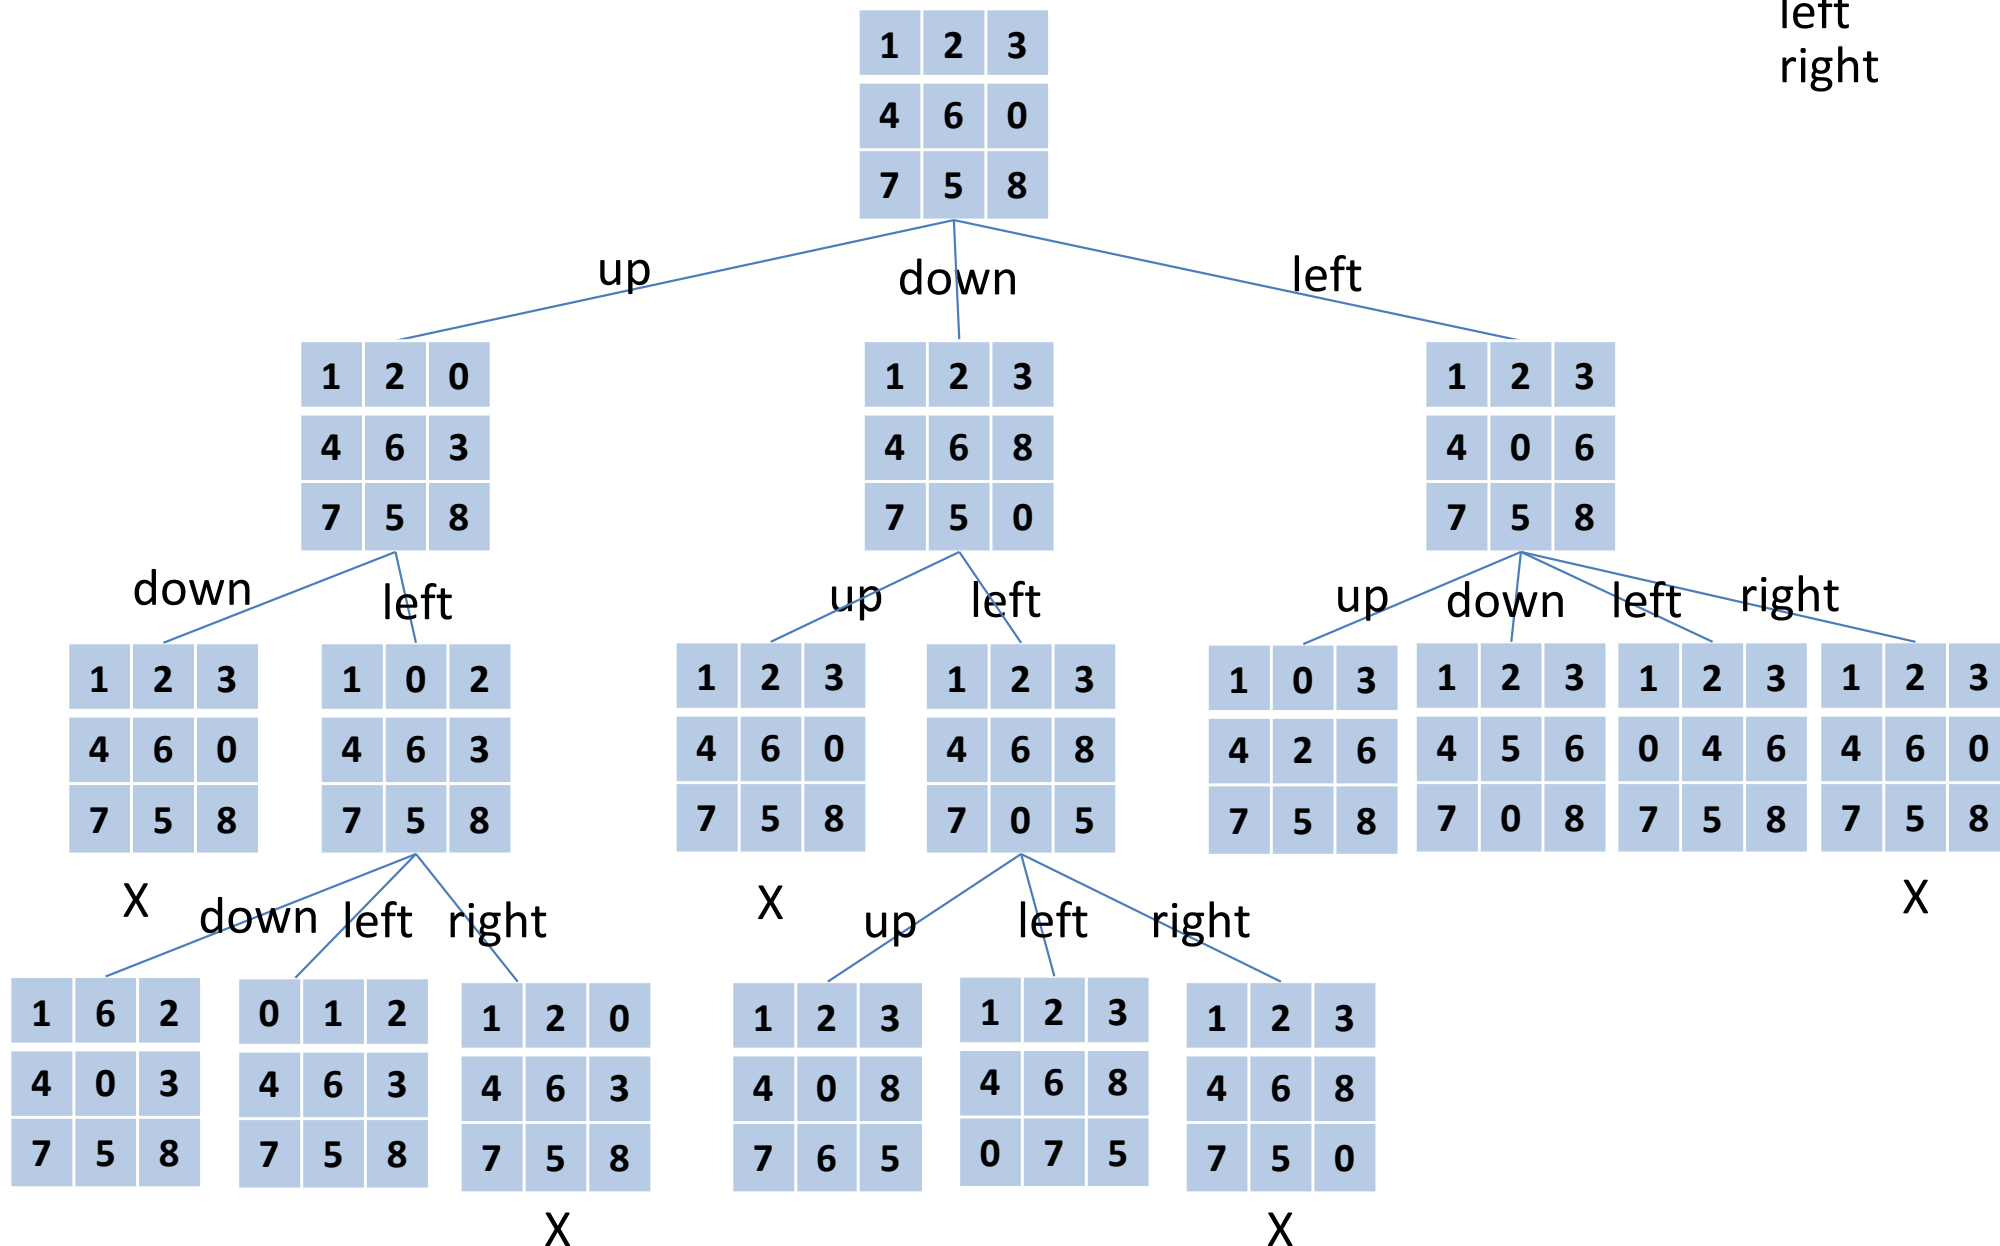 left
right
1 2 3
4 6 0
7 5 8
up down left
1 2 0
4 6 3
7 5 8
1 2 3
4 6 8
7 5 0
1 2 3
4 0 6
7 5 8
down left up left up down left right
1 2 3
4 6 0
7 5 8
X
1 0 2
4 6 3
7 5 8
1 2 3
4 6 0
7 5 8
X
1 2 3
4 6 8
7 0 5
1 0 3
4 2 6
7 5 8
1 2 3
4 5 6
7 0 8
1 2 3
0 4 6
7 5 8
1 2 3
4 6 0
7 5 8
X
down left right up left right
1 6 2
4 0 3
7 5 8
0 1 2
4 6 3
7 5 8
1 2 0
4 6 3
7 5 8
X
1 2 3
4 0 8
7 6 5
1 2 3
4 6 8
0 7 5
1 2 3
4 6 8
7 5 0
X